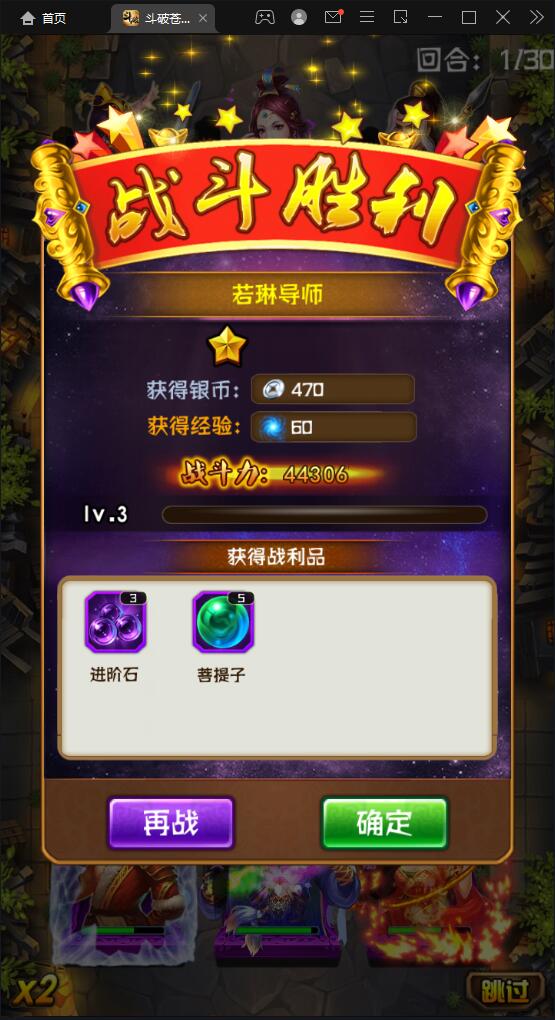 首页
斗破苍...
回合: 1/30
战斗胜利
若琳导师
获得银币: 470
获得经验: 60
战斗力: 44306
lv.3
获得战利品
3
5
进阶石
菩提子
再战
确定
x2
跳过